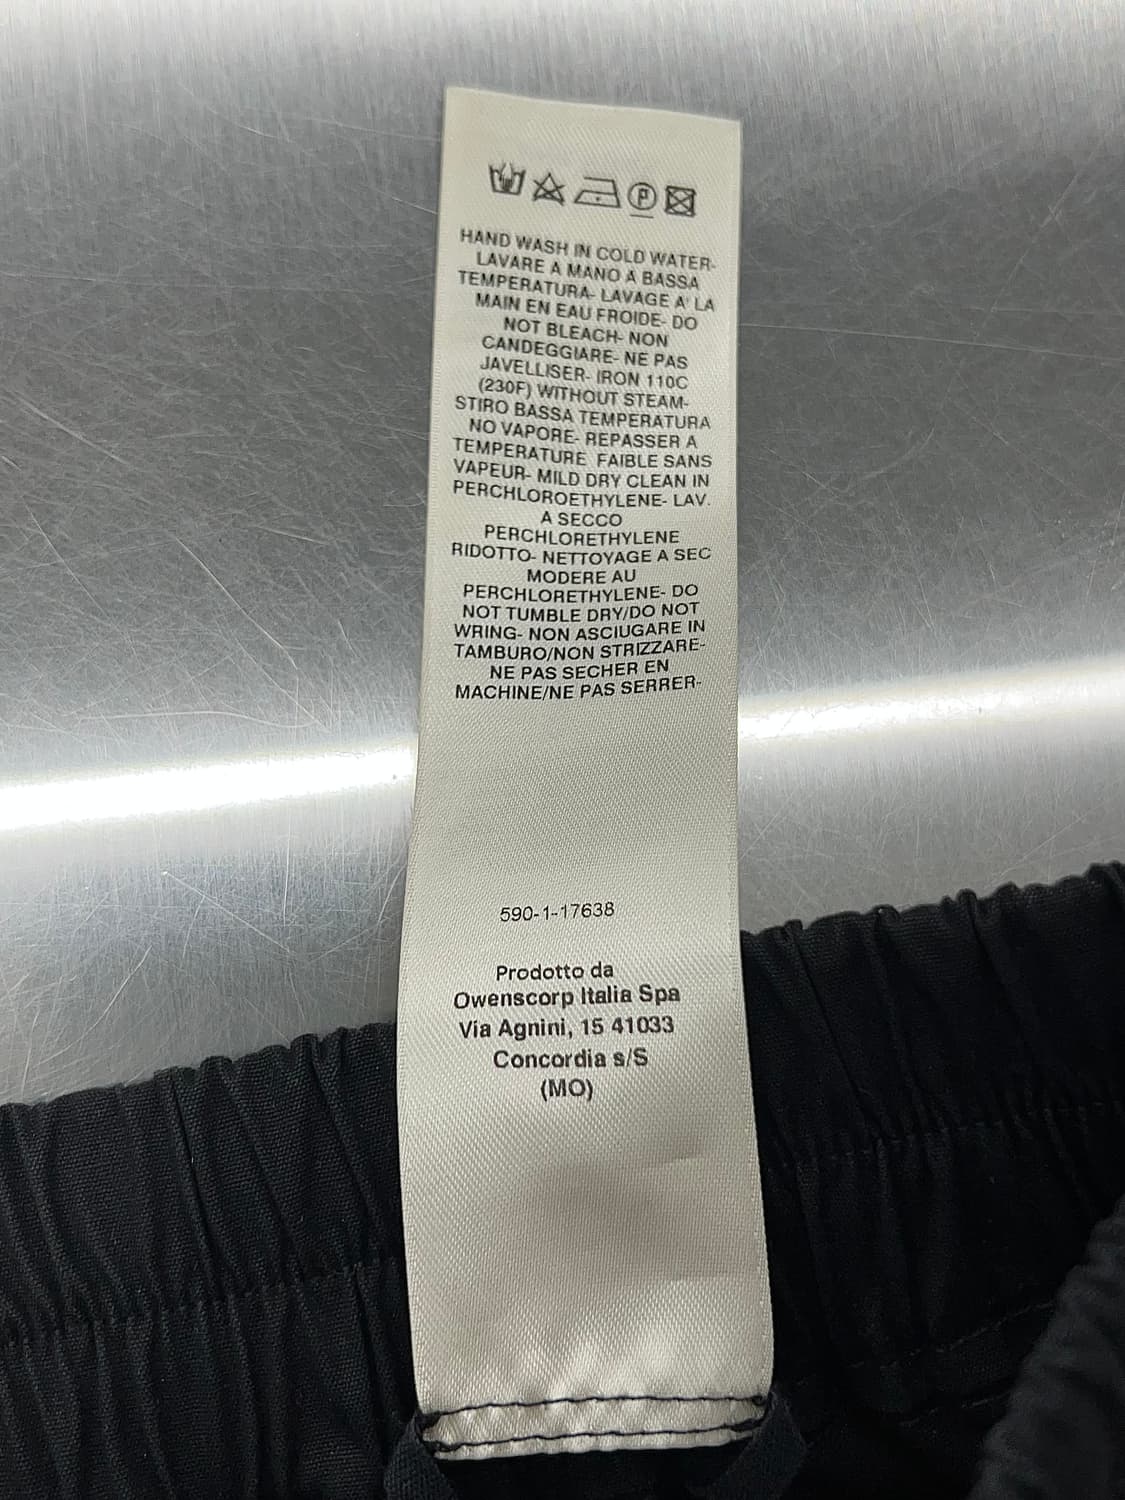 P
HAND WASH IN COLD WATER-
LAVARE A MANO A BASSA
TEMPERATURA- LAVAGE A' LA
MAIN EN EAU FROIDE- DO
NOT BLEACH- NON
CANDEGGIARE- NE PAS
JAVELLISER- IRON 110C
(230F) WITHOUT STEAM-
STIRO BASSA TEMPERATURA
NO VAPORE- REPASSER A
TEMPERATURE FAIBLE SANS
VAPEUR- MILD DRY CLEAN IN
PERCHLOROETHYLENE- LAV.
A SECCO
PERCHLORETHYLENE
RIDOTTO- NETTOYAGE A SEC
MODERE AU
PERCHLORETHYLENE- DO
NOT TUMBLE DRY/DO NOT
WRING- NON ASCIUGARE IN
TAMBURO/NON STRIZZARE-
NE PAS SECHER EN
MACHINE/NE PAS SERRER-
590-1-17638
Prodotto da
Owenscorp Italia Spa
Via Agnini, 15 41033
Concordia s/S
(MO)